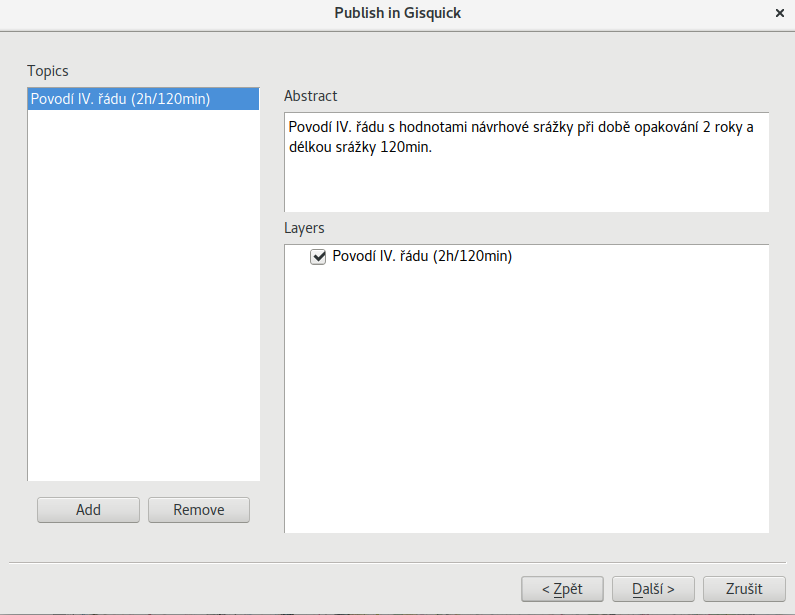 Publish in Gisquick
Topics
Povodí IV. řádu (2h/120min)
Add
Remove
Abstract
Povodí IV. řádu s hodnotami návrhové srážky při době opakování 2 roky a
délkou srážky 120min.
Layers
Povodí IV. řádu (2h/120min)
< Zpět
Další >
Zrušit